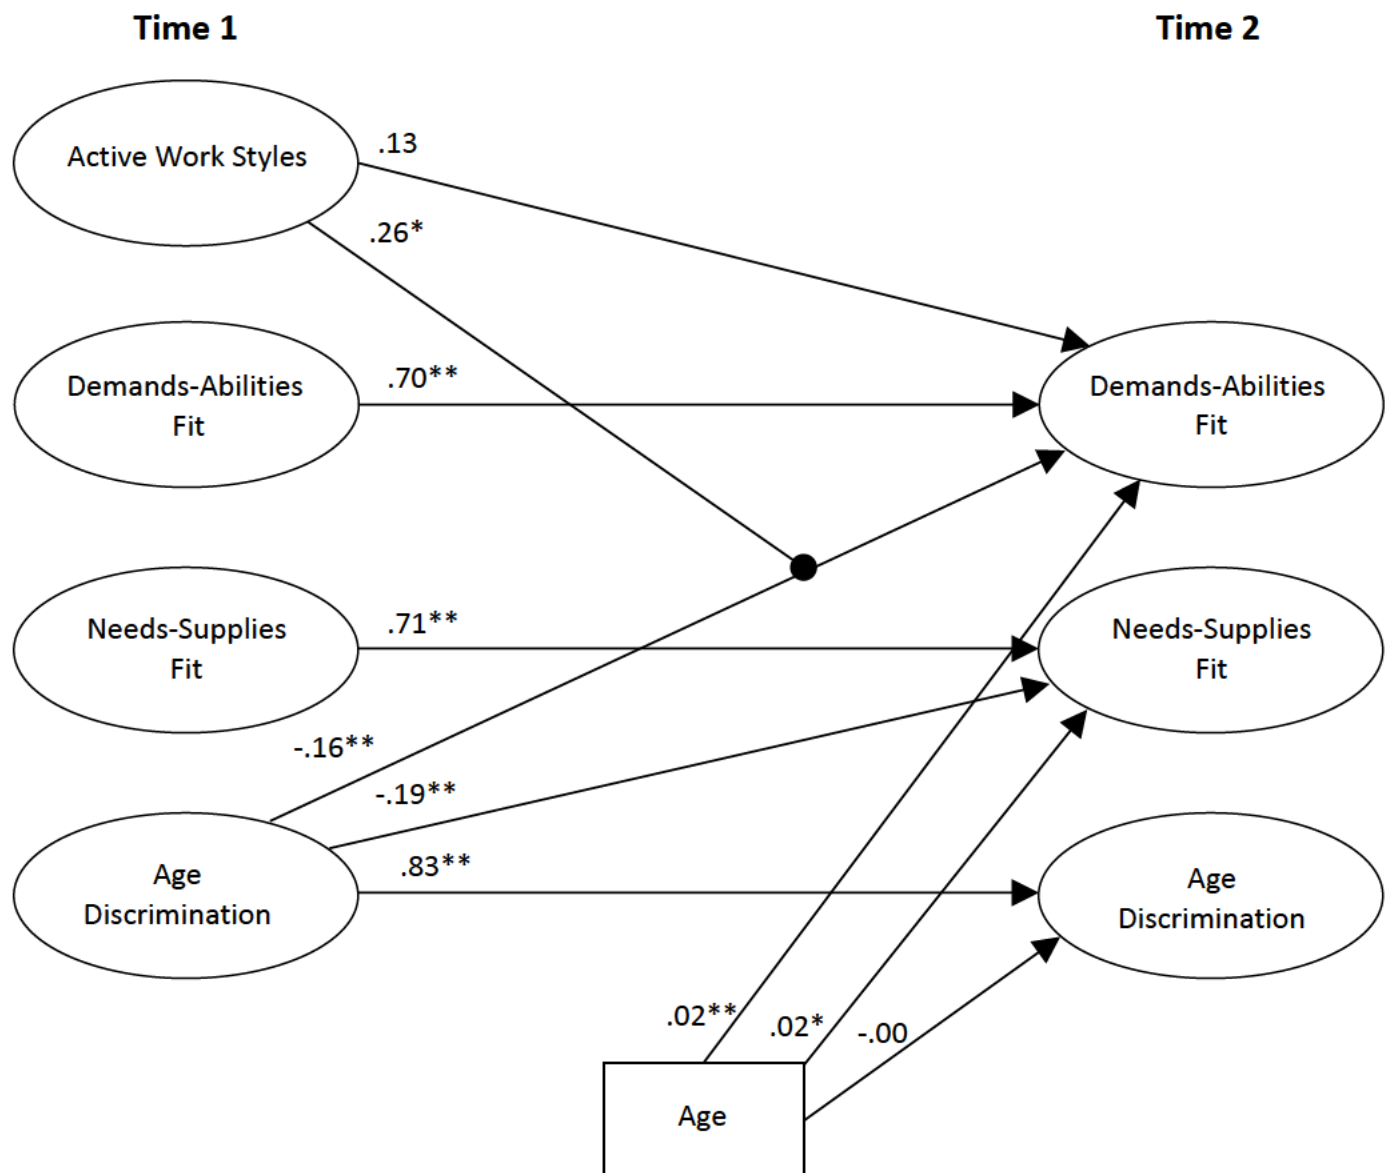 Time 1
Time 2
Active Work Styles
.13
.26*
Demands-Abilities
Fit
.70**
Demands-Abilities
Fit
Needs-Supplies
Fit
.71**
Needs-Supplies
Fit
-.16**
-.19**
Age
Discrimination
.83**
Age
Discrimination
.02**
.02*
-.00
Age